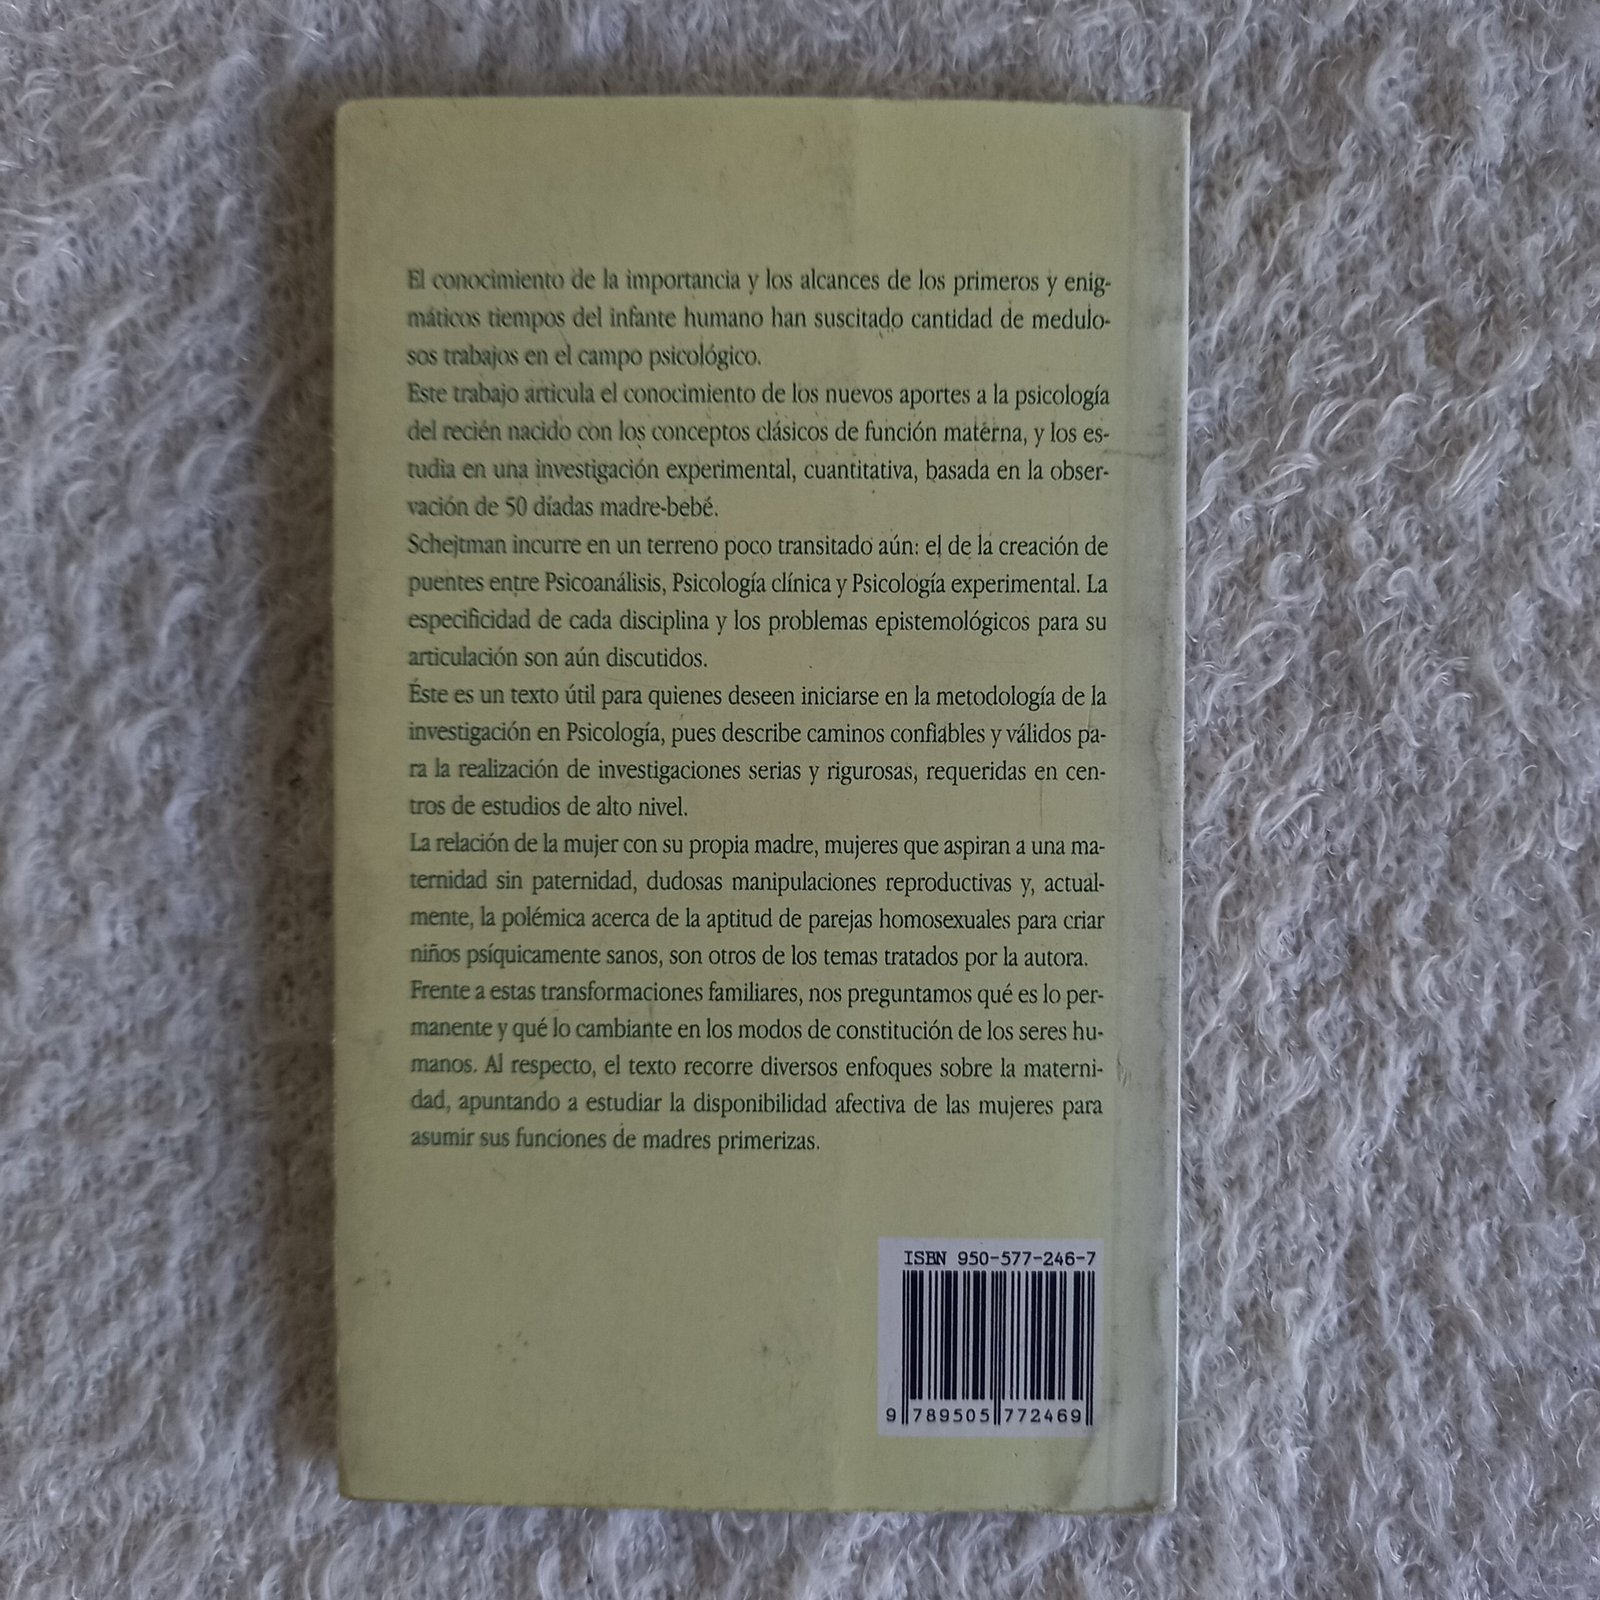 El conocimiento de la importancia y los alcances de los primeros y enig-
máticos tiempos del infante humano han suscitado cantidad de medulo-
sos trabajos en el campo psicológico.
Este trabajo articula el conocimiento de los nuevos aportes a la psicología
del recién nacido con los conceptos clásicos de función materna, y los es-
tudia en una investigación experimental, cuantitativa, basada en la obser-
vación de 50 díadas madre-bebé.
Schejtman incurre en un terreno poco transitado aún: el de la creación de
puentes entre Psicoanálisis, Psicología clínica y Psicología experimental. La
especificidad de cada disciplina y los problemas epistemológicos para su
articulación son aún discutidos.
Éste es un texto útil para quienes deseen iniciarse en la metodología de la
investigación en Psicología, pues describe caminos confiables y válidos pa-
ra la realización de investigaciones serias y rigurosas, requeridas en cen-
tros de estudios de alto nivel.
La relación de la mujer con su propia madre, mujeres que aspiran a una ma-
ternidad sin paternidad, dudosas manipulaciones reproductivas y, actual-
mente, la polémica acerca de la aptitud de parejas homosexuales para criar
niños psíquicamente sanos, son otros de los temas tratados por la autora.
Frente a estas transformaciones familiares, nos preguntamos qué es lo per-
manente y qué lo cambiante en los modos de constitución de los seres hu-
manos. Al respecto, el texto recorre diversos enfoques sobre la materni-
dad, apuntando a estudiar la disponibilidad afectiva de las mujeres para
asumir sus funciones de madres primerizas.
ISBN 950-577-246-7
9 789505 772469